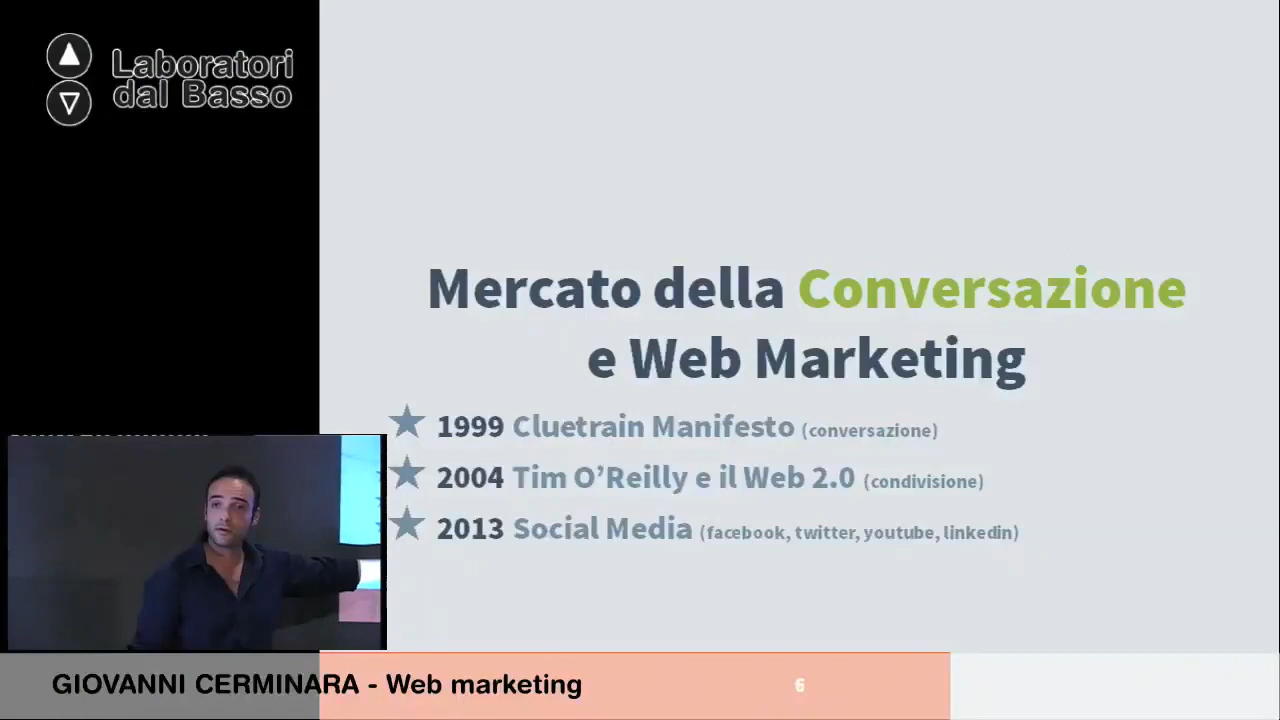 Laboratori
dal Basso
Mercato della Conversazione
e Web Marketing
1999 Cluetrain Manifesto (conversazione)
2004 Tim O’Reilly e il Web 2.0 (condivisione)
2013 Social Media (facebook, twitter, youtube, linkedin)
GIOVANNI CERMINARA - Web marketing
6